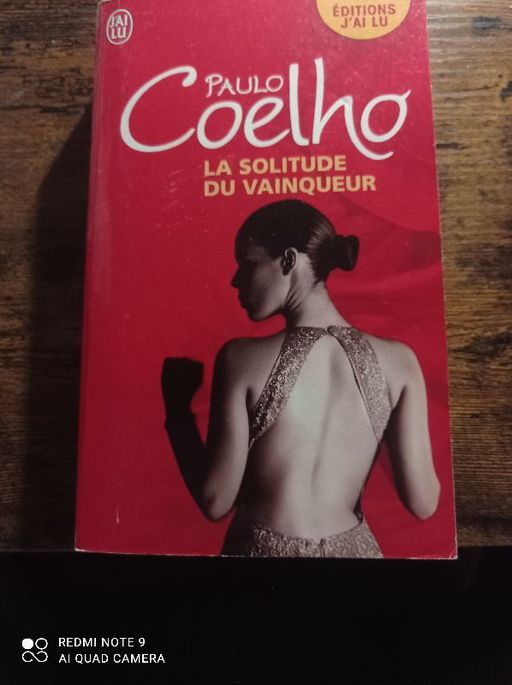 J'AI
LU
ÉDITIONS
J'AI LU
PAULO
Coelho
LA SOLITUDE
DU VAINQUEUR
REDMI NOTE 9
AI QUAD CAMERA